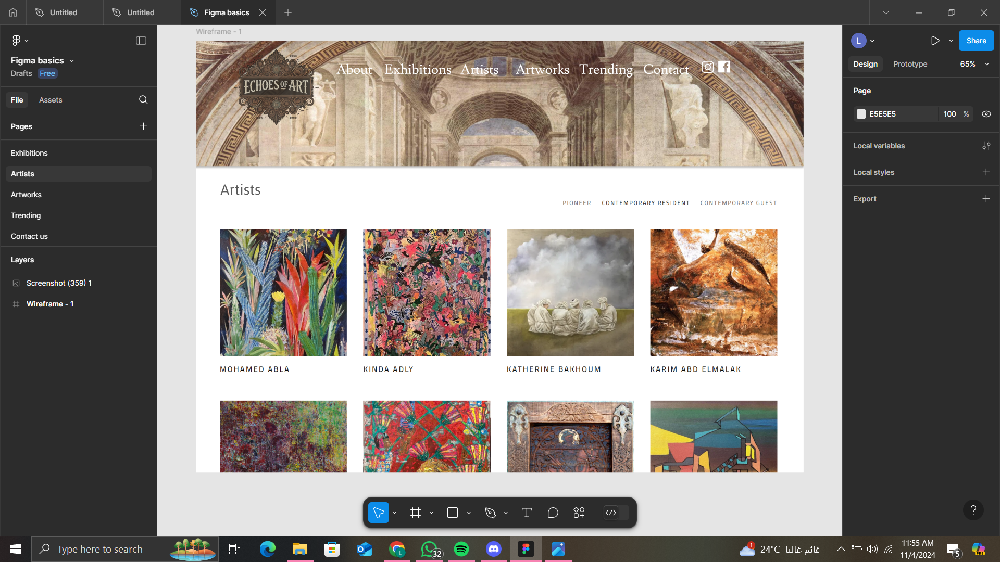 Untitled
Untitled
Figma basics
Figma basics
Drafts Free
File Assets
Pages
Exhibitions
Artists
Artworks
Trending
Contact us
Layers
Screenshot (359) 1
Wireframe - 1
Wireframe - 1
ECHOES OF ART
About Exhibitions Artists Artworks Trending Contact
Artists
PIONEER CONTEMPORARY RESIDENT CONTEMPORARY GUEST
MOHAMED ABLA KINDA ADLY KATHERINE BAKHOUM KARIM ABD ELMALAK
L
Share
Design Prototype 65%
Page
E5E5E5 100 %
Local variables
Local styles
Export
?
Type here to search
32
1
24°C غائم غالبًا
11:55 AM
11/4/2024
5
PRE